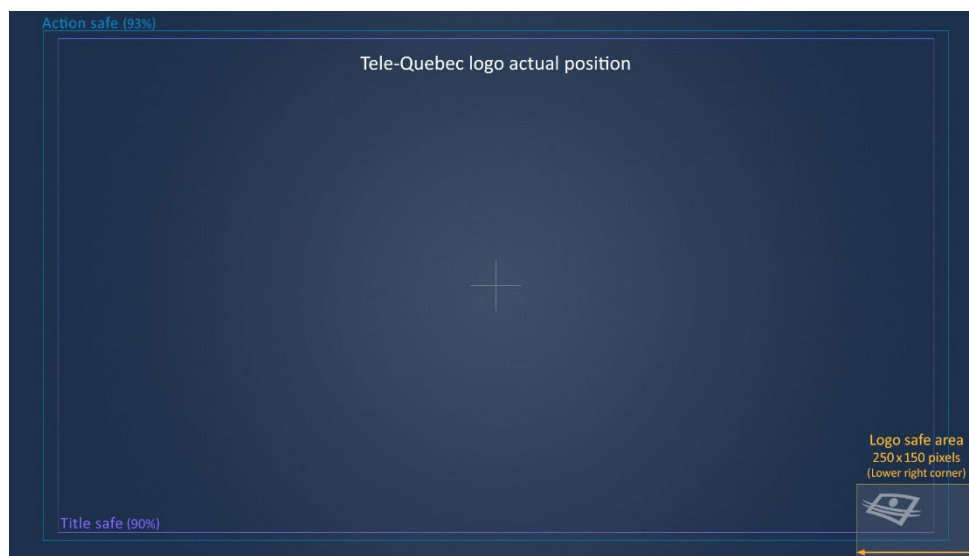 Action safe (93%)
Tele-Quebec logo actual position
Logo safe area
250 x 150 pixels
(Lower right corner)
Title safe (90%)